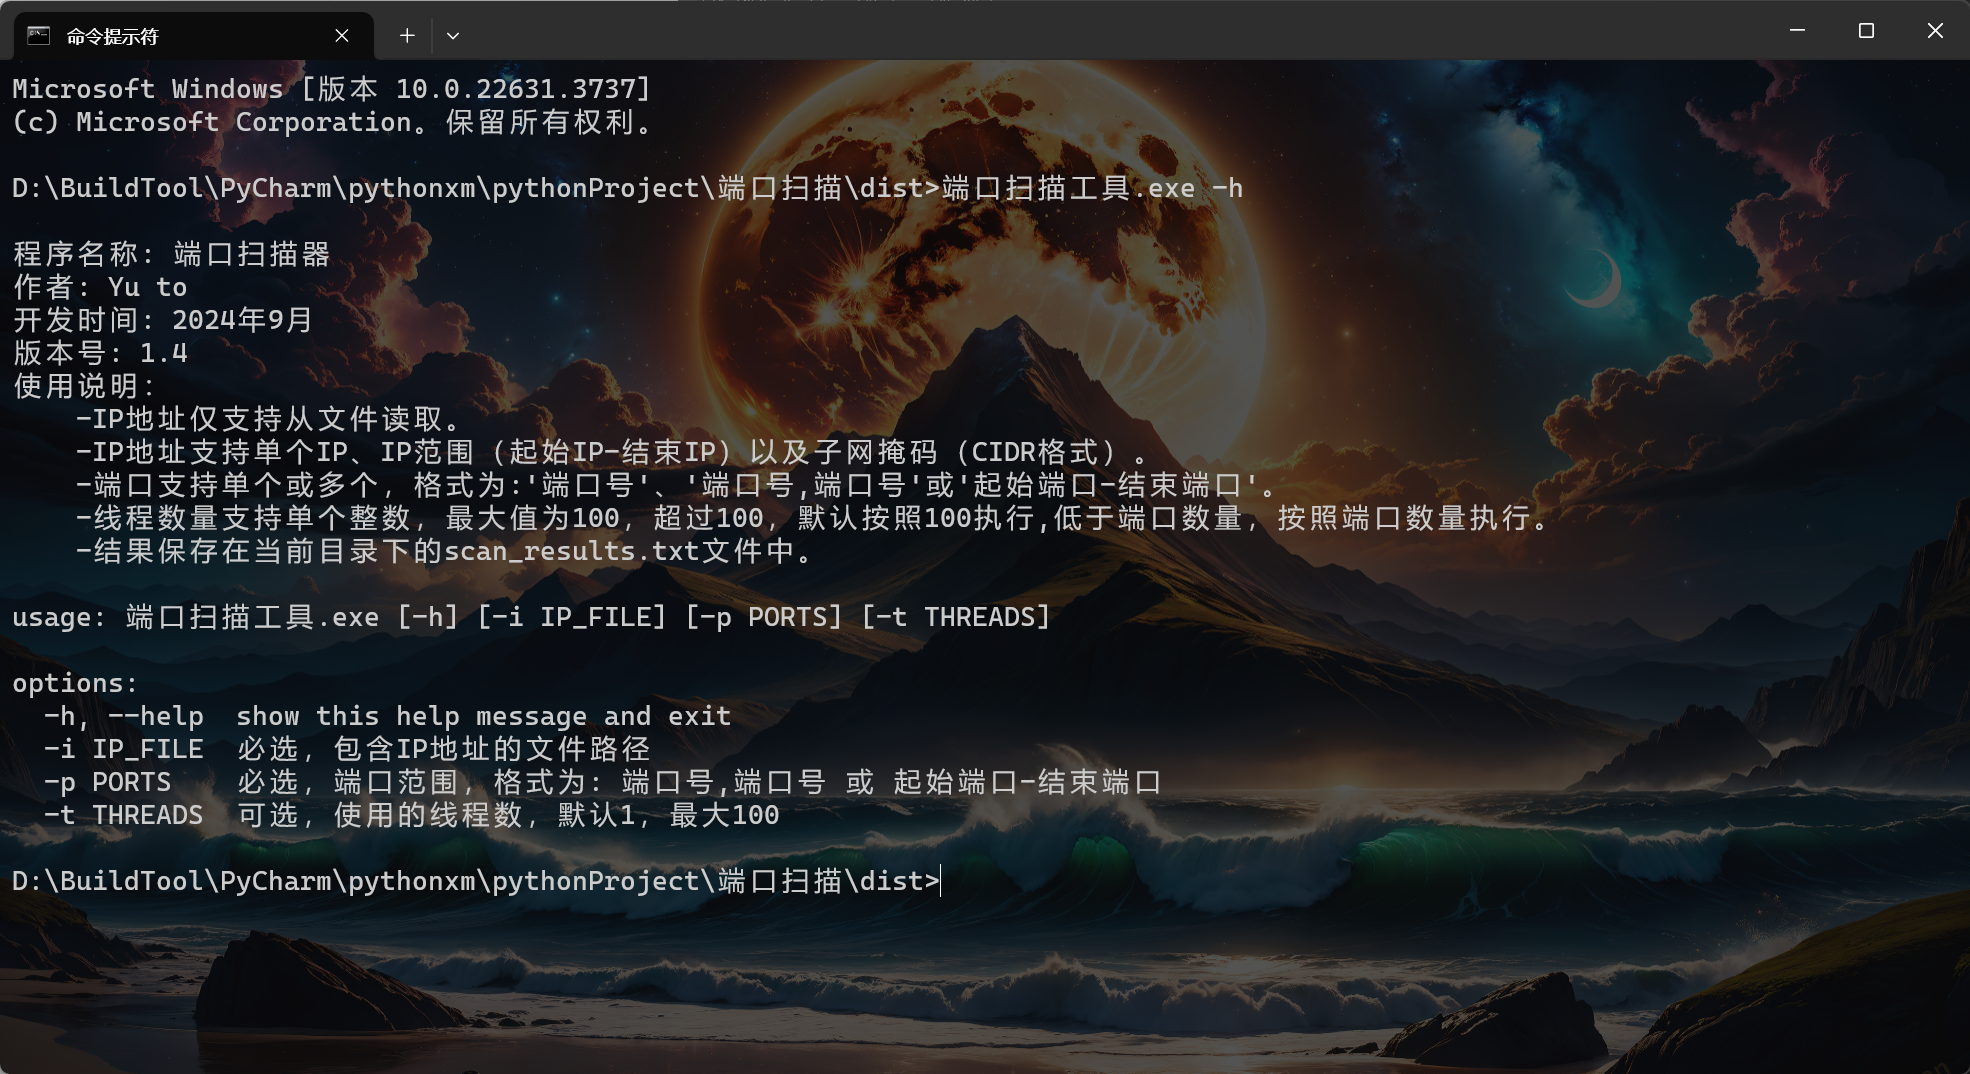 命令提示符
Microsoft Windows [版本 10.0.22631.3737]
(c) Microsoft Corporation。保留所有权利。
D:\BuildTool\PyCharm\pythonxm\pythonProject\端口扫描\dist>端口扫描工具.exe -h
程序名称: 端口扫描器
作者: Yu to
开发时间: 2024年9月
版本号: 1.4
使用说明:
-IP地址仅支持从文件读取。
-IP地址支持单个IP、IP范围（起始IP-结束IP）以及子网掩码（CIDR格式）。
-端口支持单个或多个，格式为:'端口号'、'端口号,端口号'或'起始端口-结束端口'。
-线程数量支持单个整数，最大值为100，超过100，默认按照100执行,低于端口数量，按照端口数量执行。
-结果保存在当前目录下的scan_results.txt文件中。
usage: 端口扫描工具.exe [-h] [-i IP_FILE] [-p PORTS] [-t THREADS]
options:
-h, --help  show this help message and exit
-i IP_FILE  必选，包含IP地址的文件路径
-p PORTS    必选，端口范围，格式为: 端口号,端口号 或 起始端口-结束端口
-t THREADS  可选，使用的线程数，默认1，最大100
D:\BuildTool\PyCharm\pythonxm\pythonProject\端口扫描\dist>